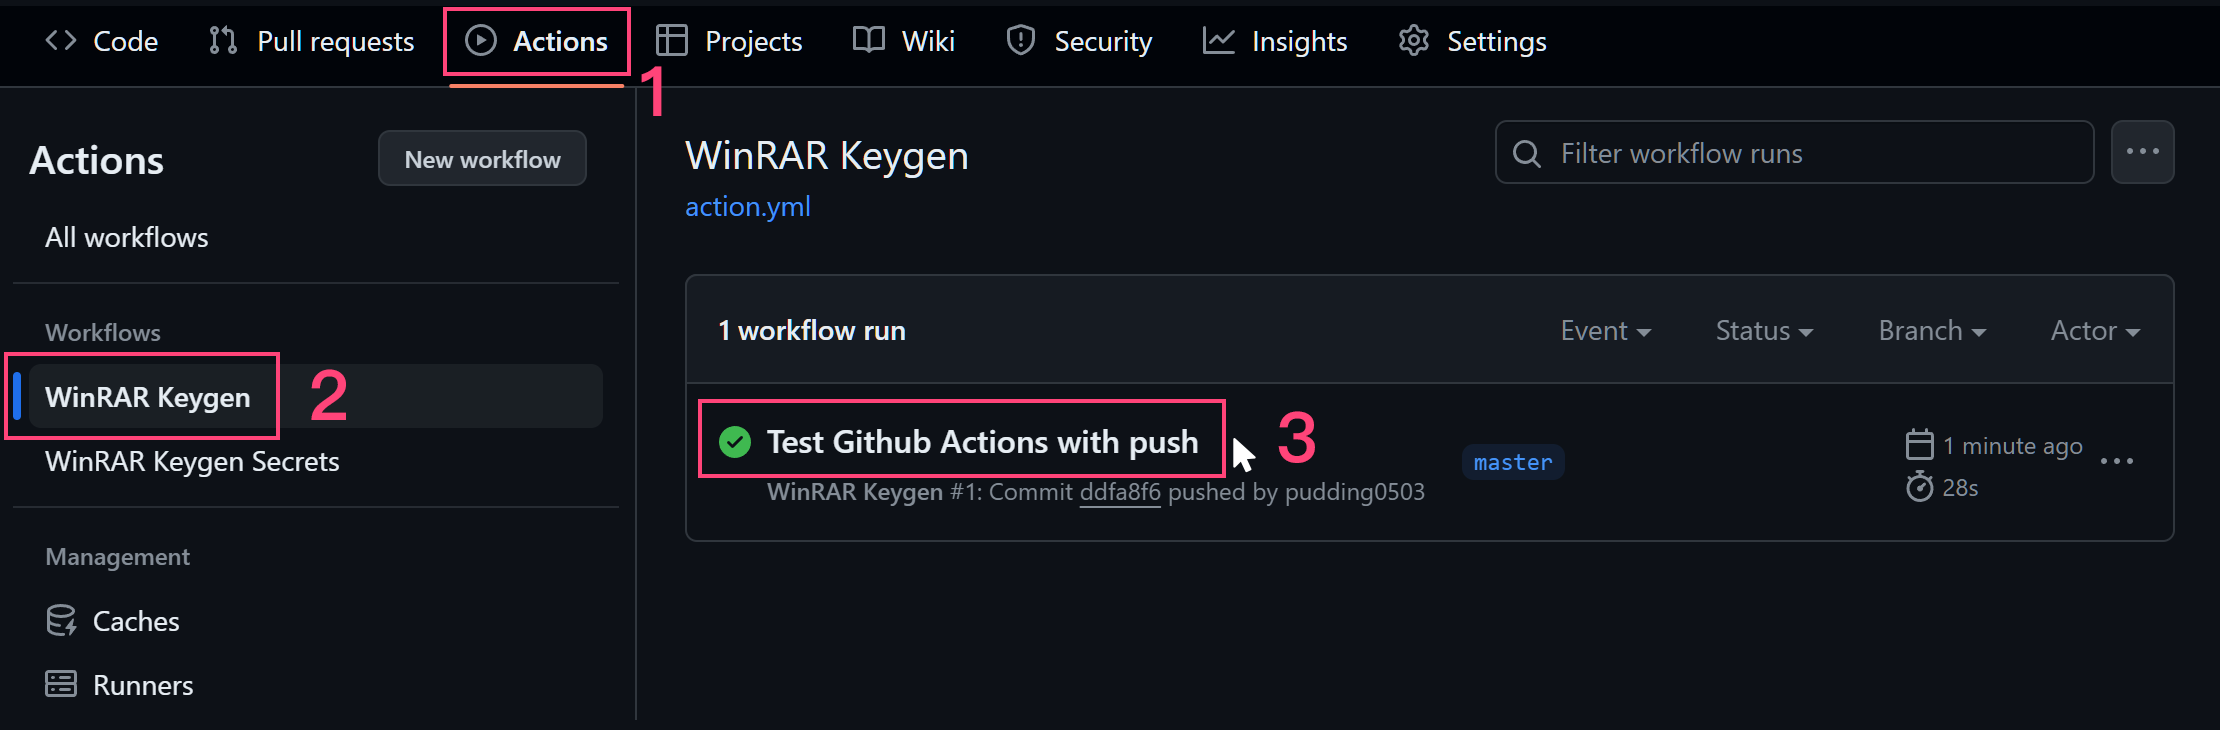 Code Pull requests Actions Projects Wiki Security Insights Settings
1
Actions
New workflow
All workflows
Workflows
WinRAR Keygen
2
WinRAR Keygen Secrets
Management
Caches
Runners
WinRAR Keygen
action.yml
Filter workflow runs
1 workflow run
Event Status Branch Actor
Test Github Actions with push
3
WinRAR Keygen #1: Commit ddfa8f6 pushed by pudding0503
master
1 minute ago
28s